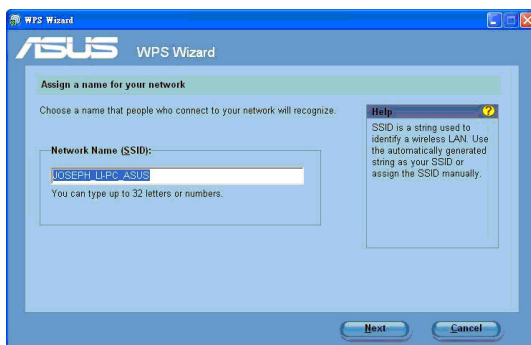 WPS Wizard
ASUS WPS Wizard
Assign a name for your network
Choose a name that people who connect to your network will recognize.
Network Name (SSID):
JOSEPH_LI-PC_ASUS
You can type up to 32 letters or numbers.
Help
SSID is a string used to
identify a wireless LAN. Use
the automatically generated
string as your SSID or
assign the SSID manually.
Next Cancel